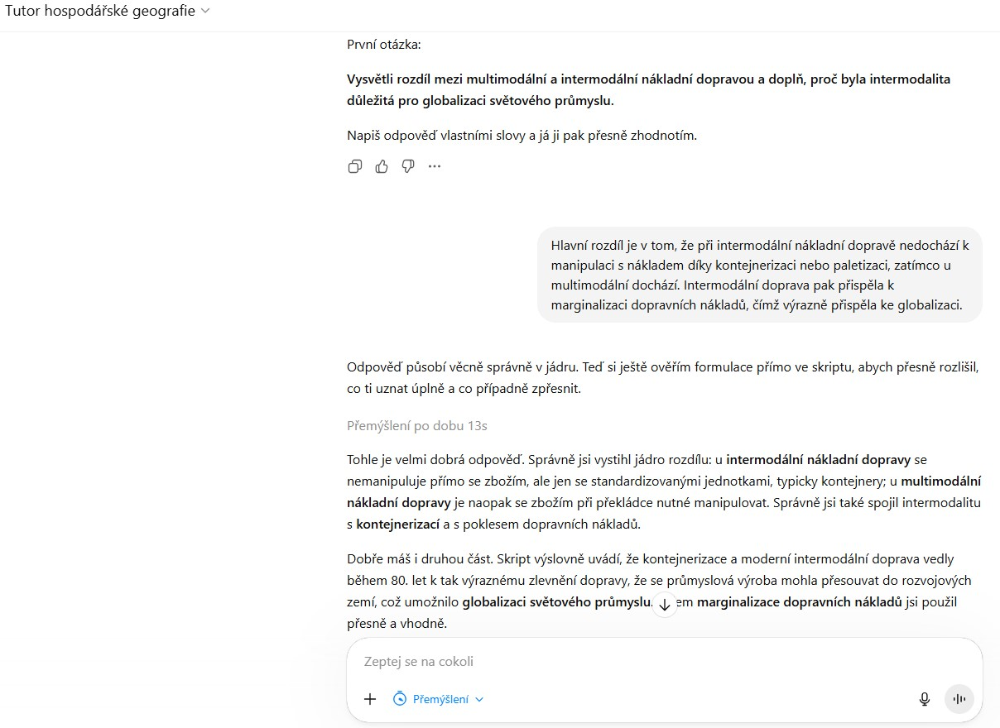 Tutor hospodářské geografie
První otázka:
Vysvětli rozdíl mezi multimodální a intermodální nákladní dopravou a doplň, proč byla intermodalita
důležitá pro globalizaci světového průmyslu.
Napiš odpověď vlastními slovy a já ji pak přesně zhodnotím.
Hlavní rozdíl je v tom, že při intermodální nákladní dopravě nedochází k
manipulaci s nákladem díky kontejnerizaci nebo paletizaci, zatímco u
multimodální dochází. Intermodální doprava pak přispěla k
marginalizaci dopravních nákladů, čímž výrazně přispěla ke globalizaci.
Odpověď působí věcně správně v jádru. Teď si ještě ověřím formulace přímo ve skriptu, abych přesně rozlišil,
co ti uznat úplně a co případně zpřesnit.
Přemýšlení po dobu 13s
Tohle je velmi dobrá odpověď. Správně jsi vystihl jádro rozdílu: u intermodální nákladní dopravy se
nemanipuluje přímo se zbožím, ale jen se standardizovanými jednotkami, typicky kontejnery; u multimodální
nákladní dopravy je naopak se zbožím při překládce nutné manipulovat. Správně jsi také spojil intermodalitu
s kontejnerizací a s poklesem dopravních nákladů.
Dobře máš i druhou část. Skript výslovně uvádí, že kontejnerizace a moderní intermodální doprava vedly
během 80. let k tak výraznému zlevnění dopravy, že se průmyslová výroba mohla přesouvat do rozvojových
zemí, což umožnilo globalizaci světového průmyslu. em marginalizace dopravních nákladů jsi použil
přesně a vhodně.
Zeptej se na cokoli
Přemýšlení